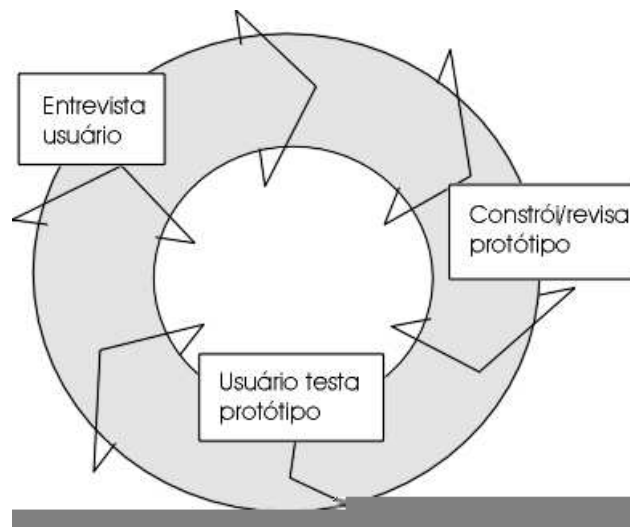 Entrevista
usuário
Constrói/revisa
protótipo
Usuário testa
protótipo